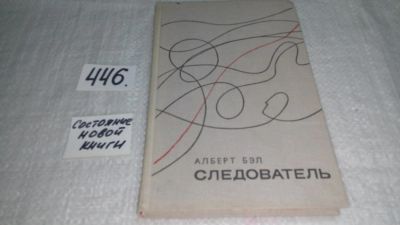 446.
Состояние
новой
книги
АЛБЕРТ БЭЛ
СЛЕДОВАТЕЛЬ